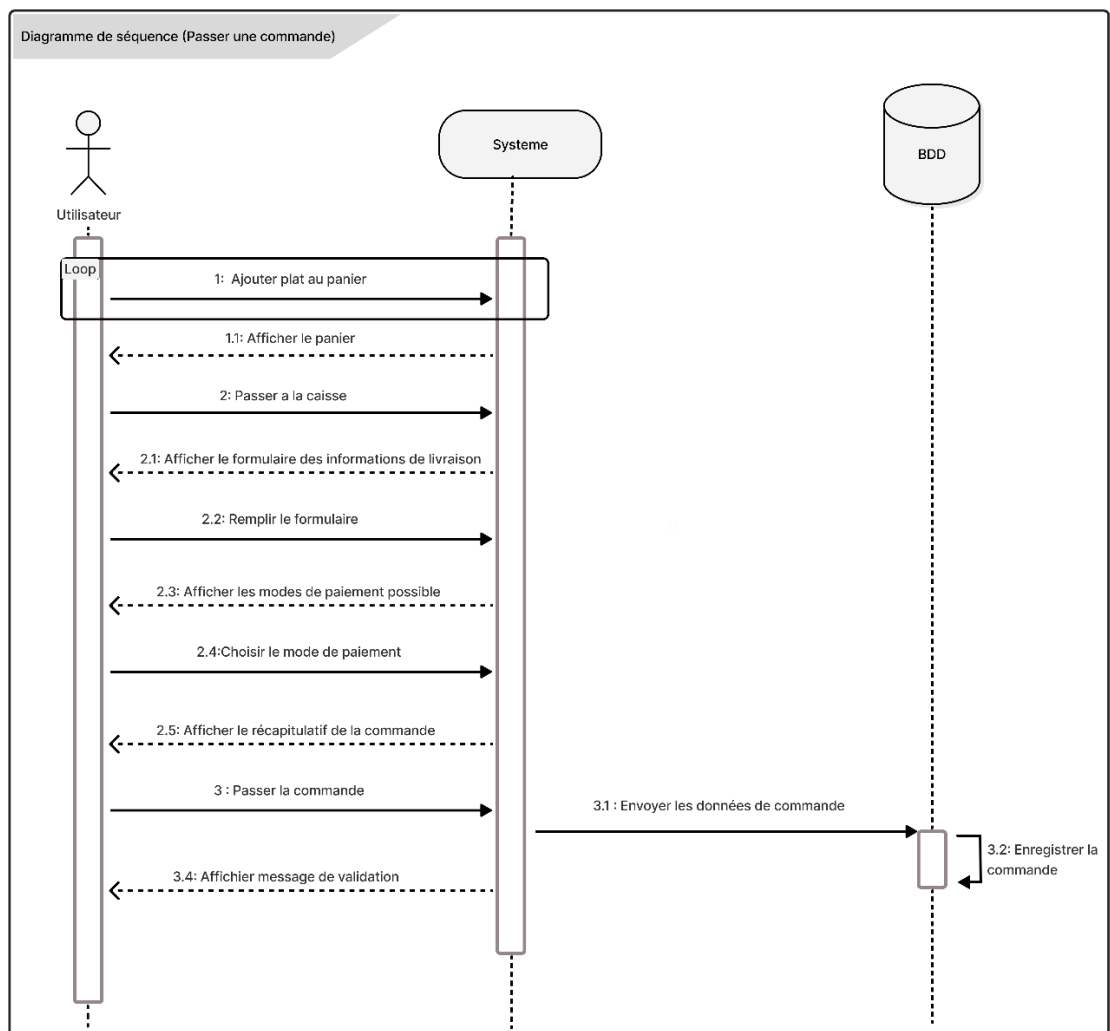 Diagramme de séquence (Passer une commande)
Systeme
BDD
Utilisateur
Loop
1:  Ajouter plat au panier
1.1: Afficher le panier
2: Passer a la caisse
2.1: Afficher le formulaire des informations de livraison
2.2: Remplir le formulaire
2.3: Afficher les modes de paiement possible
2.4:Choisir le mode de paiement
2.5: Afficher le récapitulatif de la commande
3 : Passer la commande
3.1 : Envoyer les données de commande
3.2: Enregistrer la
commande
3.4: Affichier message de validation